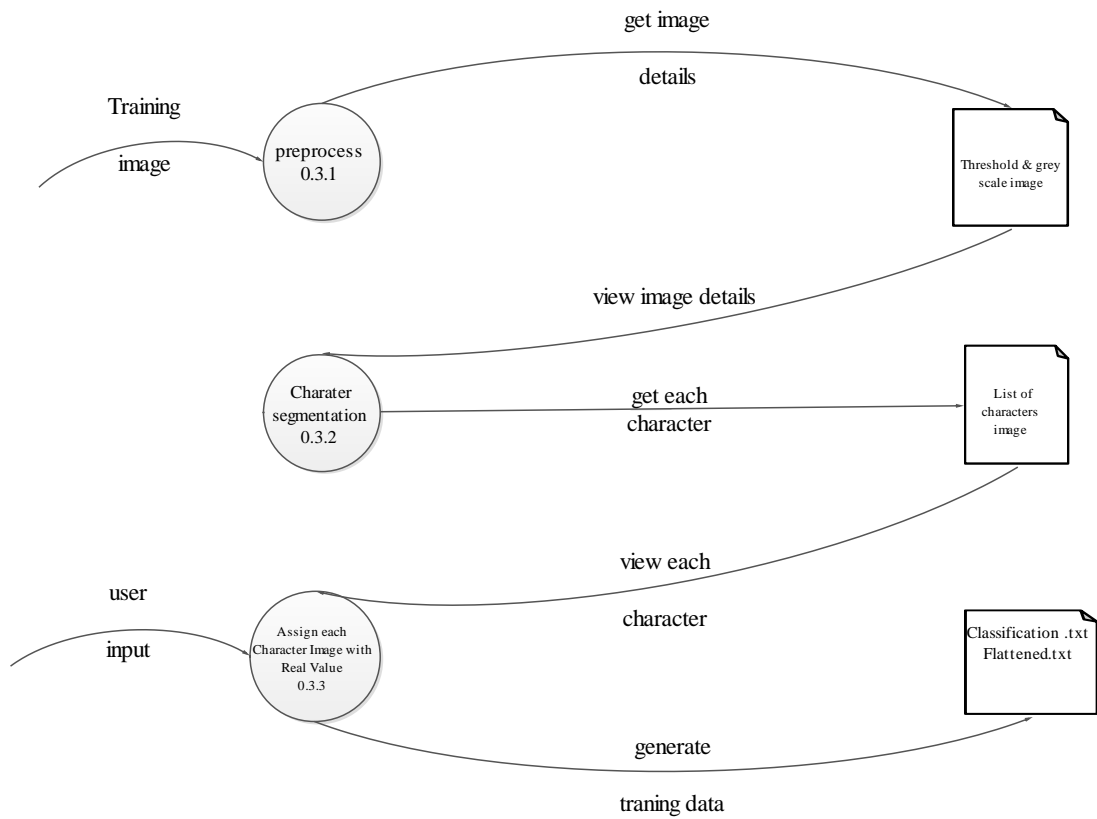 get image
details
Training
image
preprocess
0.3.1
Threshold & grey
scale image
view image details
Charater
segmentation
0.3.2
get each
character
List of
characters
image
view each
character
user
input
Assign each
Character Image with
Real Value
0.3.3
Classification .txt
Flattened.txt
generate
traning data